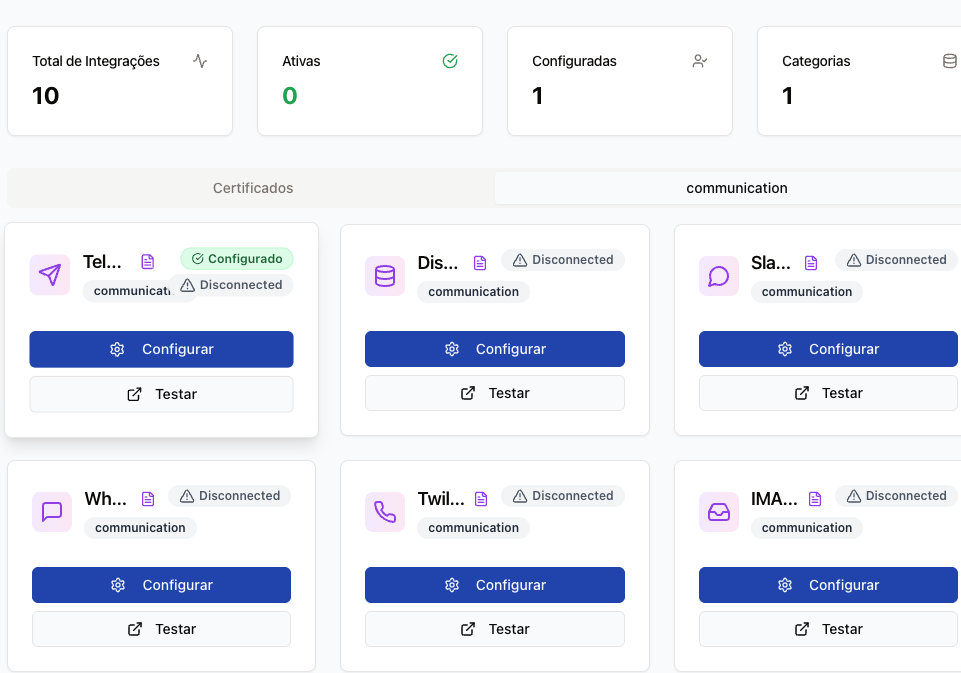 Total de Integrações
10
Ativas
0
Configuradas
1
Categorias
1
Certificados
communication
Tel...
Configurado
Disconnected
Configurar
Testar
Dis...
Disconnected
communication
Configurar
Testar
Sla...
Disconnected
communication
Configurar
Testar
Wh...
Disconnected
communication
Configurar
Testar
Twil...
Disconnected
communication
Configurar
Testar
IMA...
Disconnected
communication
Configurar
Testar